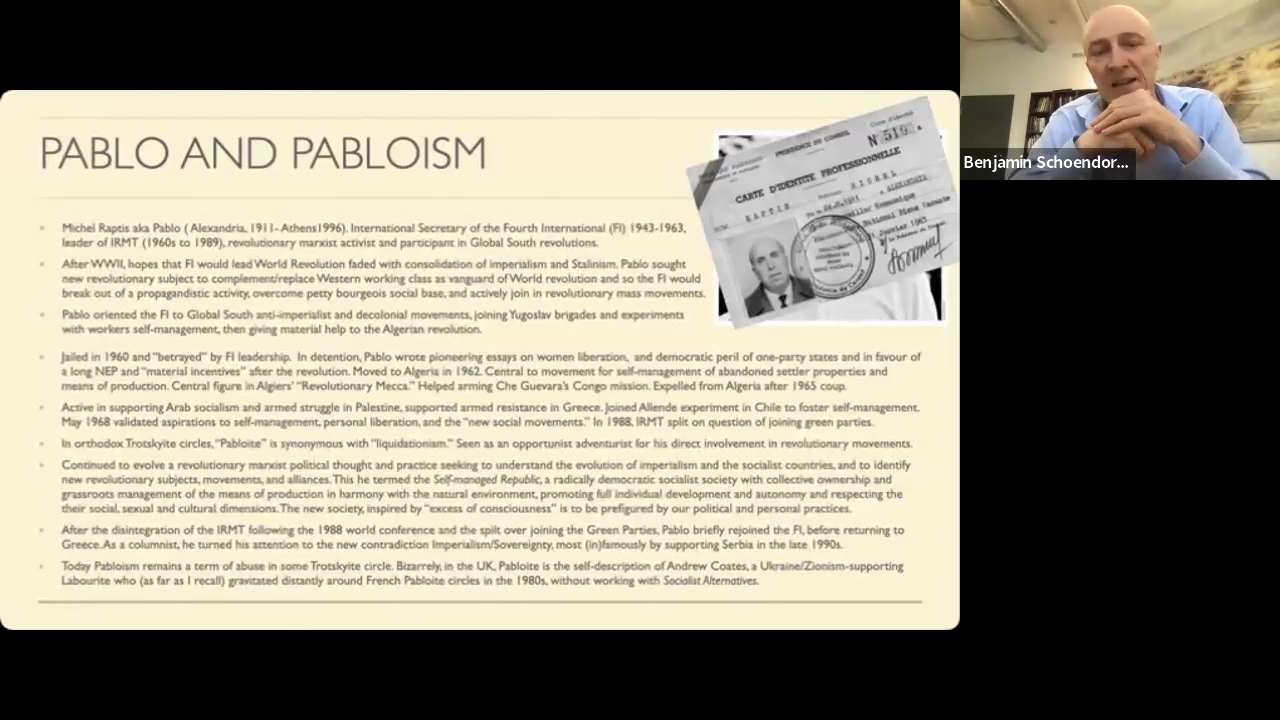 PABLO AND PABLOISM
Michel Raptis aka Pablo ( Alexandria, 1911- Athens1996). International Secretary of the Fourth International (FI) 1943-1963,
leader of IRMT (1960s to 1989), revolutionary marxist activist and participant in Global South revolutions.
After WWII, hopes that FI would lead World Revolution faded with consolidation of imperialism and Stalinism. Pablo sought
new revolutionary subject to complement/replace Western working class as vanguard of World revolution and so the FI would
break out of a propagandistic activity, overcome petty bourgeois social base, and actively join in revolutionary mass movements.
Pablo oriented the FI to Global South anti-imperialist and decolonial movements, joining Yugoslav brigades and experiments
with workers self-management, then giving material help to the Algerian revolution.
Jailed in 1960 and “betrayed” by FI leadership. In detention, Pablo wrote pioneering essays on women liberation, and democratic peril of one-party states and in favour of
a long NEP and “material incentives” after the revolution. Moved to Algeria in 1962. Central to movement for self-management of abandoned settler properties and
means of production. Central figure in Algiers’ “Revolutionary Mecca.” Helped arming Che Guevara’s Congo mission. Expelled from Algeria after 1965 coup.
Active in supporting Arab socialism and armed struggle in Palestine, supported armed resistance in Greece. Joined Allende experiment in Chile to foster self-management.
May 1968 validated aspirations to self-management, personal liberation, and the “new social movements.” In 1988, IRMT split on question of joining green parties.
In orthodox Trotskyite circles, “Pabloite” is synonymous with “liquidationism.” Seen as an opportunist adventurist for his direct involvement in revolutionary movements.
Continued to evolve a revolutionary marxist political thought and practice seeking to understand the evolution of imperialism and the socialist countries, and to identify
new revolutionary subjects, movements, and alliances. This he termed the Self-managed Republic, a radically democratic socialist society with collective ownership and
grassroots management of the means of production in harmony with the natural environment, promoting full individual development and autonomy and respecting the
their social, sexual and cultural dimensions. The new society, inspired by “excess of consciousness” is to be prefigured by our political and personal practices.
After the disintegration of the IRMT following the 1988 world conference and the split over joining the Green Parties, Pablo briefly rejoined the FI, before returning to
Greece. As a columnist, he turned his attention to the new contradiction Imperialism/Sovereignty, most (in)famously by supporting Serbia in the late 1990s.
Today Pabloism remains a term of abuse in some Trotskyite circle. Bizarrely, in the UK, Pabloite is the self-description of Andrew Coates, a Ukraine/Zionism-supporting
Labourite who (as far as I recall) gravitated distantly around French Pabloite circles in the 1980s, without working with Socialist Alternatives.
PRESIDENCE DU CONSEIL
CARTE D'IDENTITE PROFESSIONNELLE
RAPTIS
Benjamin Schoendor...